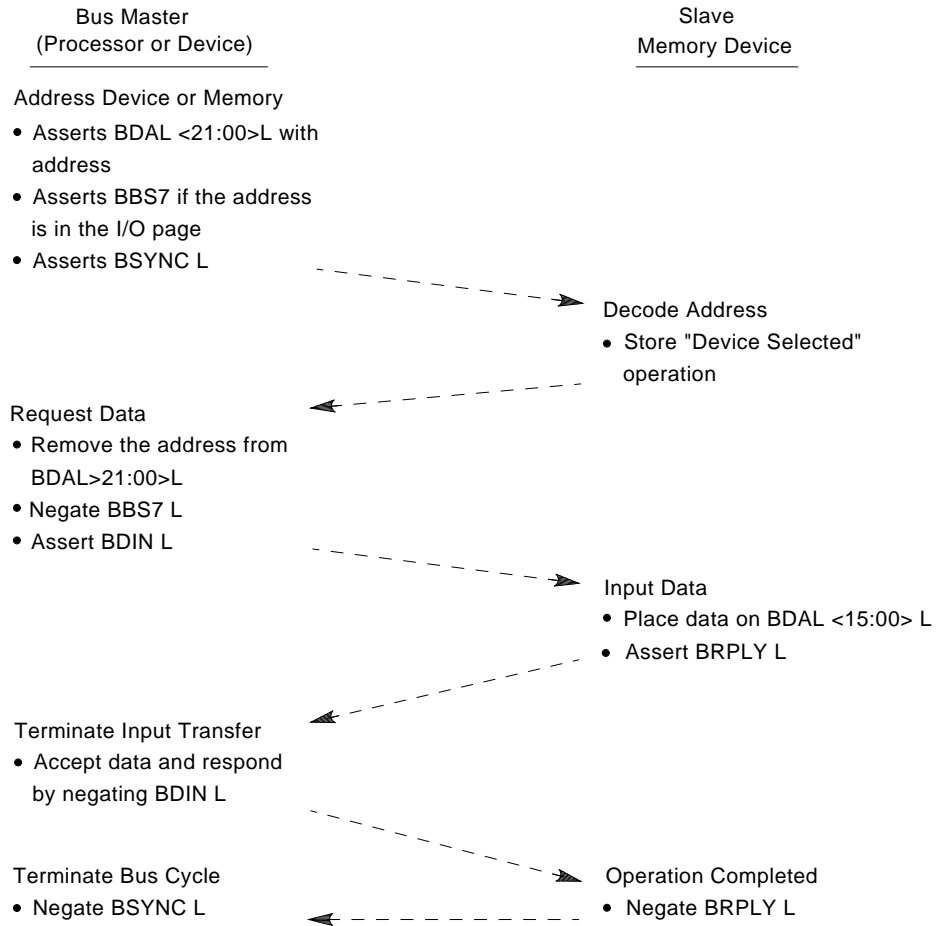 Bus Master
(Processor or Device)
Slave
Memory Device
Address Device or Memory
• Asserts BDAL <21:00>L with
address
• Asserts BBS7 if the address
is in the I/O page
• Asserts BSYNC L
Decode Address
• Store "Device Selected"
operation
Request Data
• Remove the address from
BDAL>21:00>L
• Negate BBS7 L
• Assert BDIN L
Input Data
• Place data on BDAL <15:00> L
• Assert BRPLY L
Terminate Input Transfer
• Accept data and respond
by negating BDIN L
Operation Completed
• Negate BRPLY L
Terminate Bus Cycle
• Negate BSYNC L